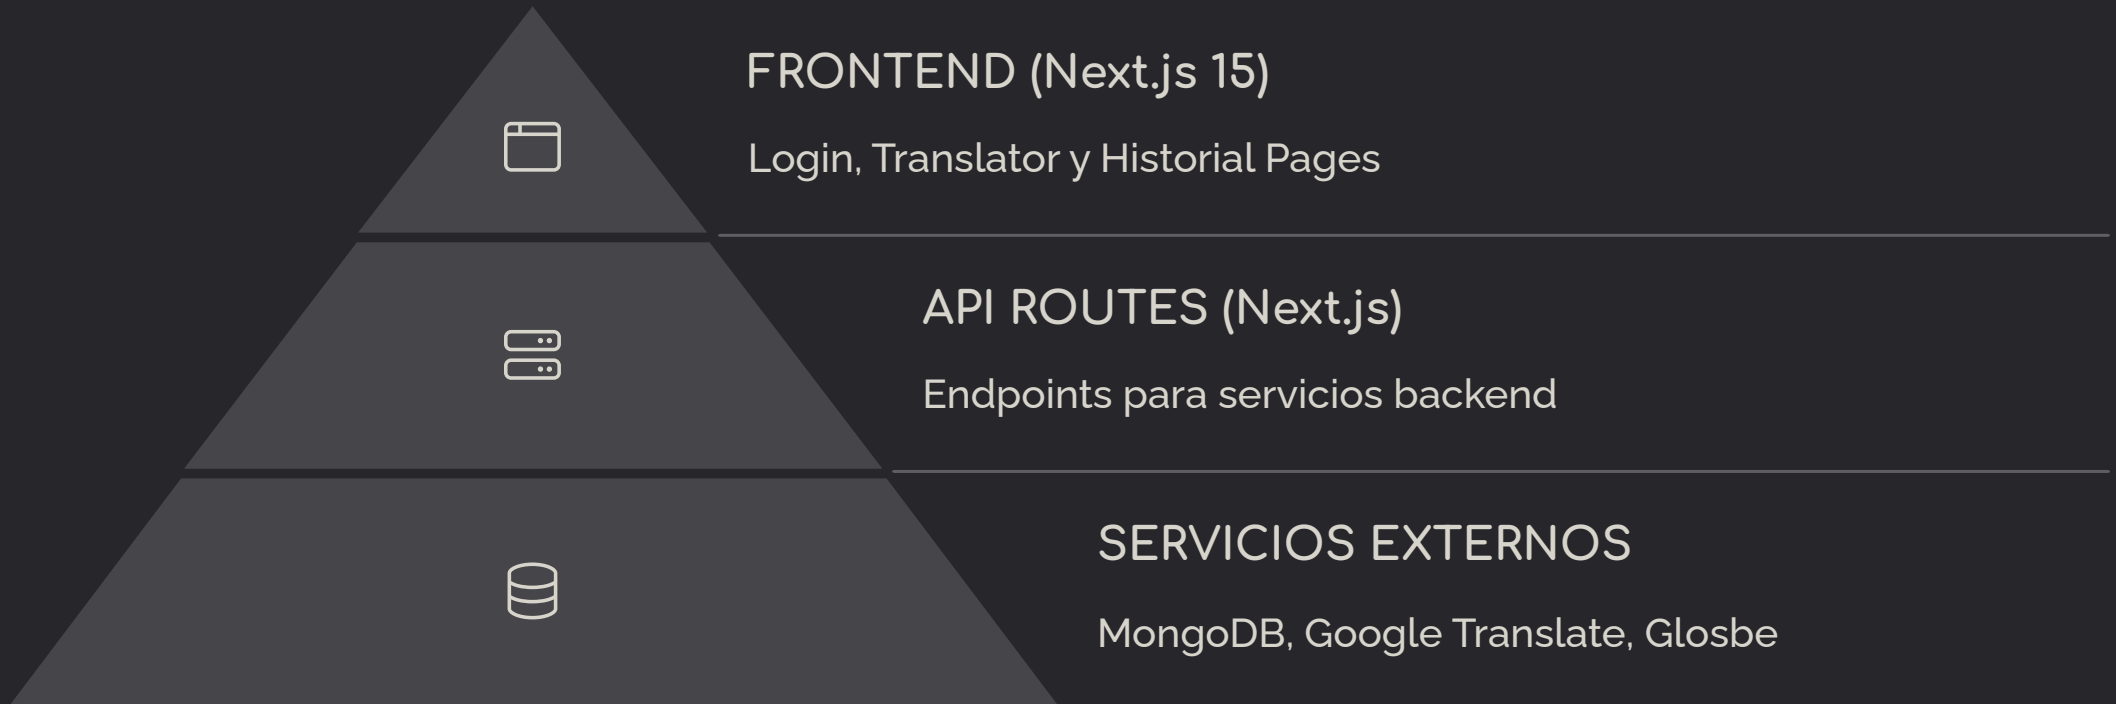 FRONTEND (Next.js 15)
Login, Translator y Historial Pages
API ROUTES (Next.js)
Endpoints para servicios backend
SERVICIOS EXTERNOS
MongoDB, Google Translate, Glosbe